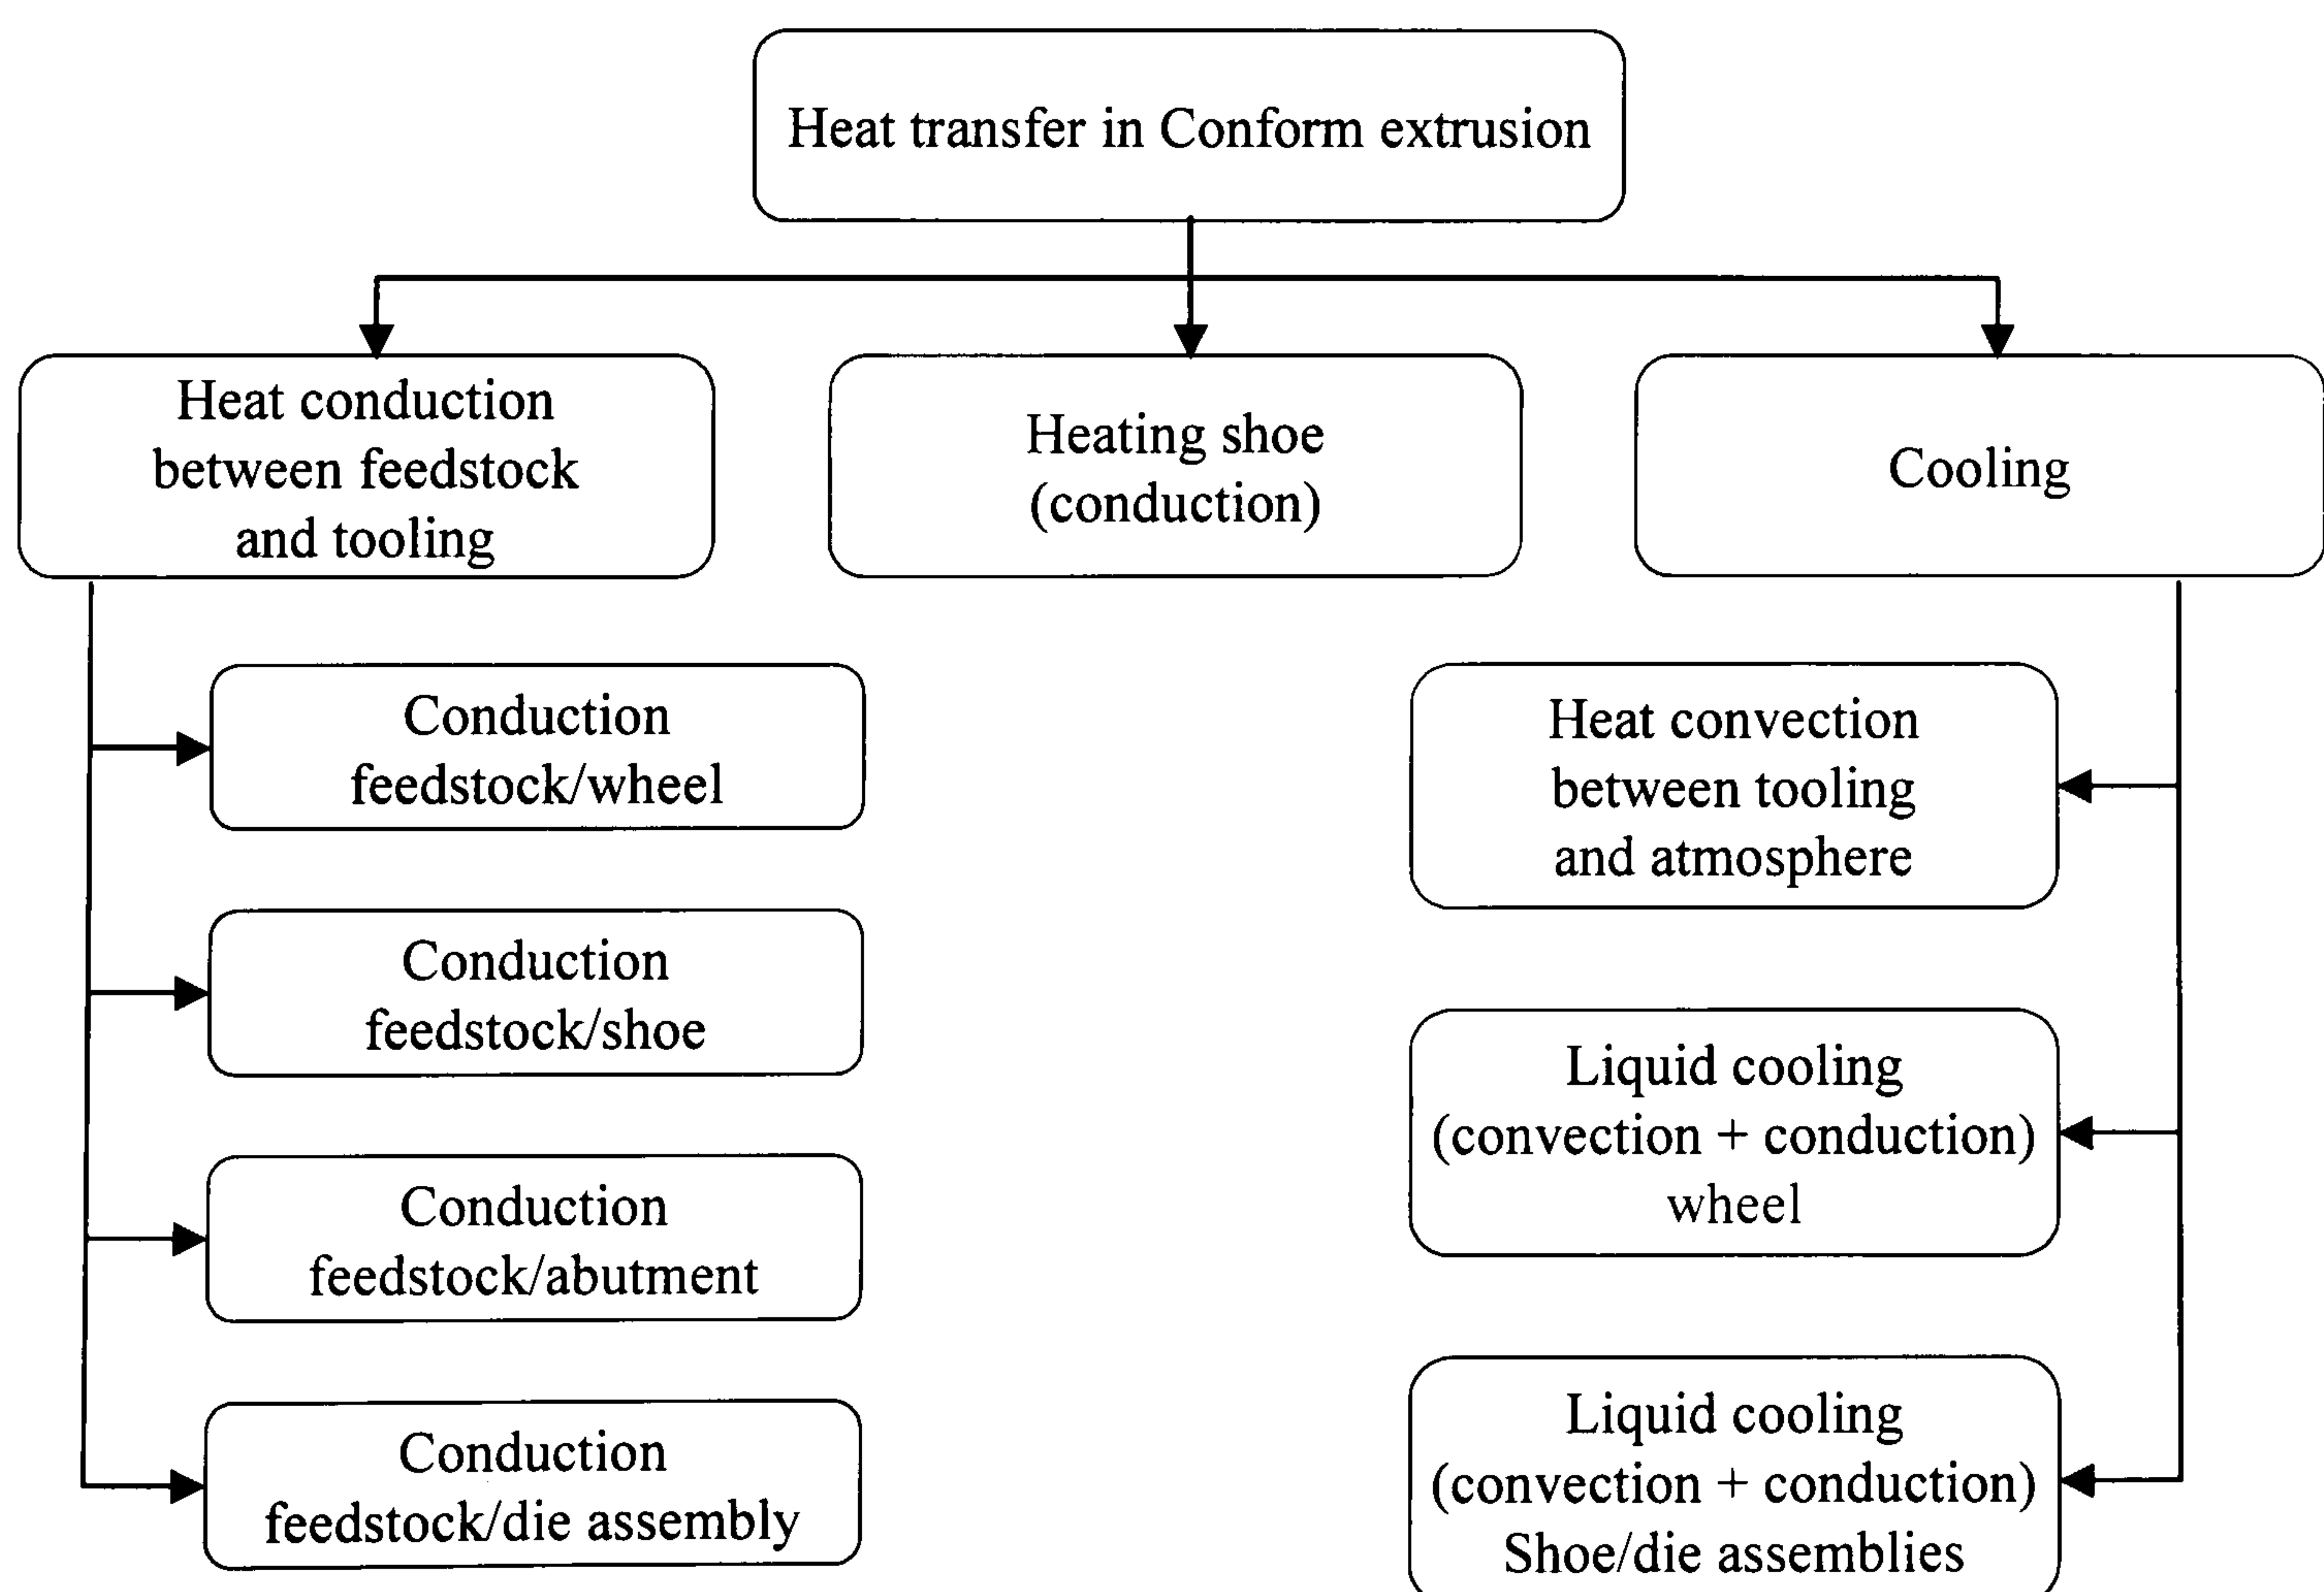 Heat transfer in Conform extrusion
Heat conduction
between feedstock
and tooling
Heating shoe
(conduction)
Cooling
Conduction
feedstock/wheel
Conduction
feedstock/shoe
Conduction
feedstock/abutment
Conduction
feedstock/die assembly
Heat convection
between tooling
and atmosphere
Liquid cooling
(convection + conduction)
wheel
Liquid cooling
(convection + conduction)
Shoe/die assemblies